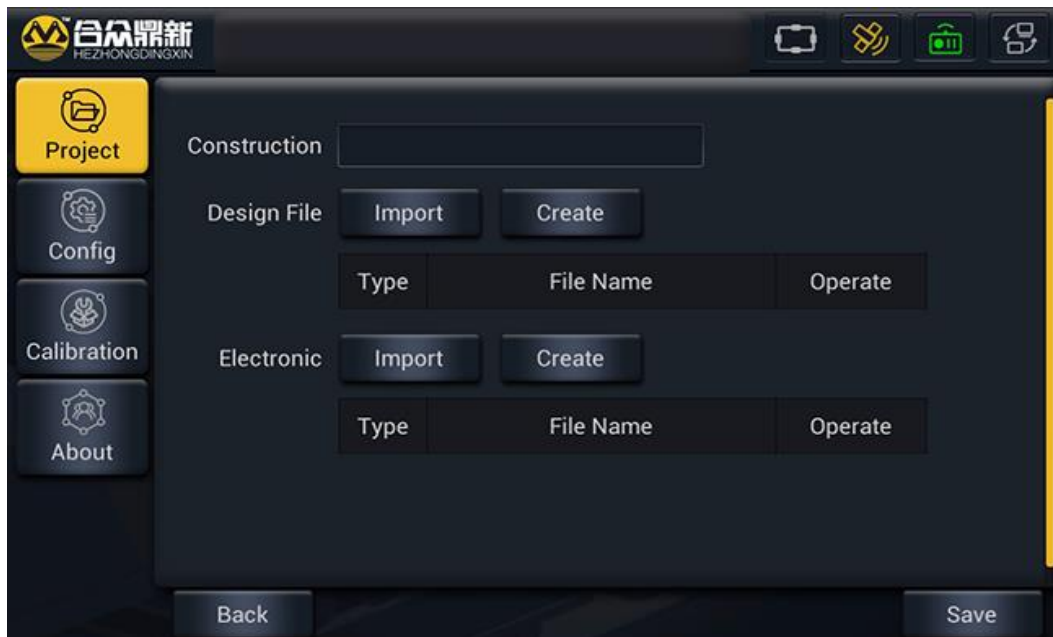 合众鼎新
HEZHONGDINGXIN
Project
Config
Calibration
About
Construction
Design File
Import
Create
Type
File Name
Operate
Electronic
Import
Create
Type
File Name
Operate
Back
Save